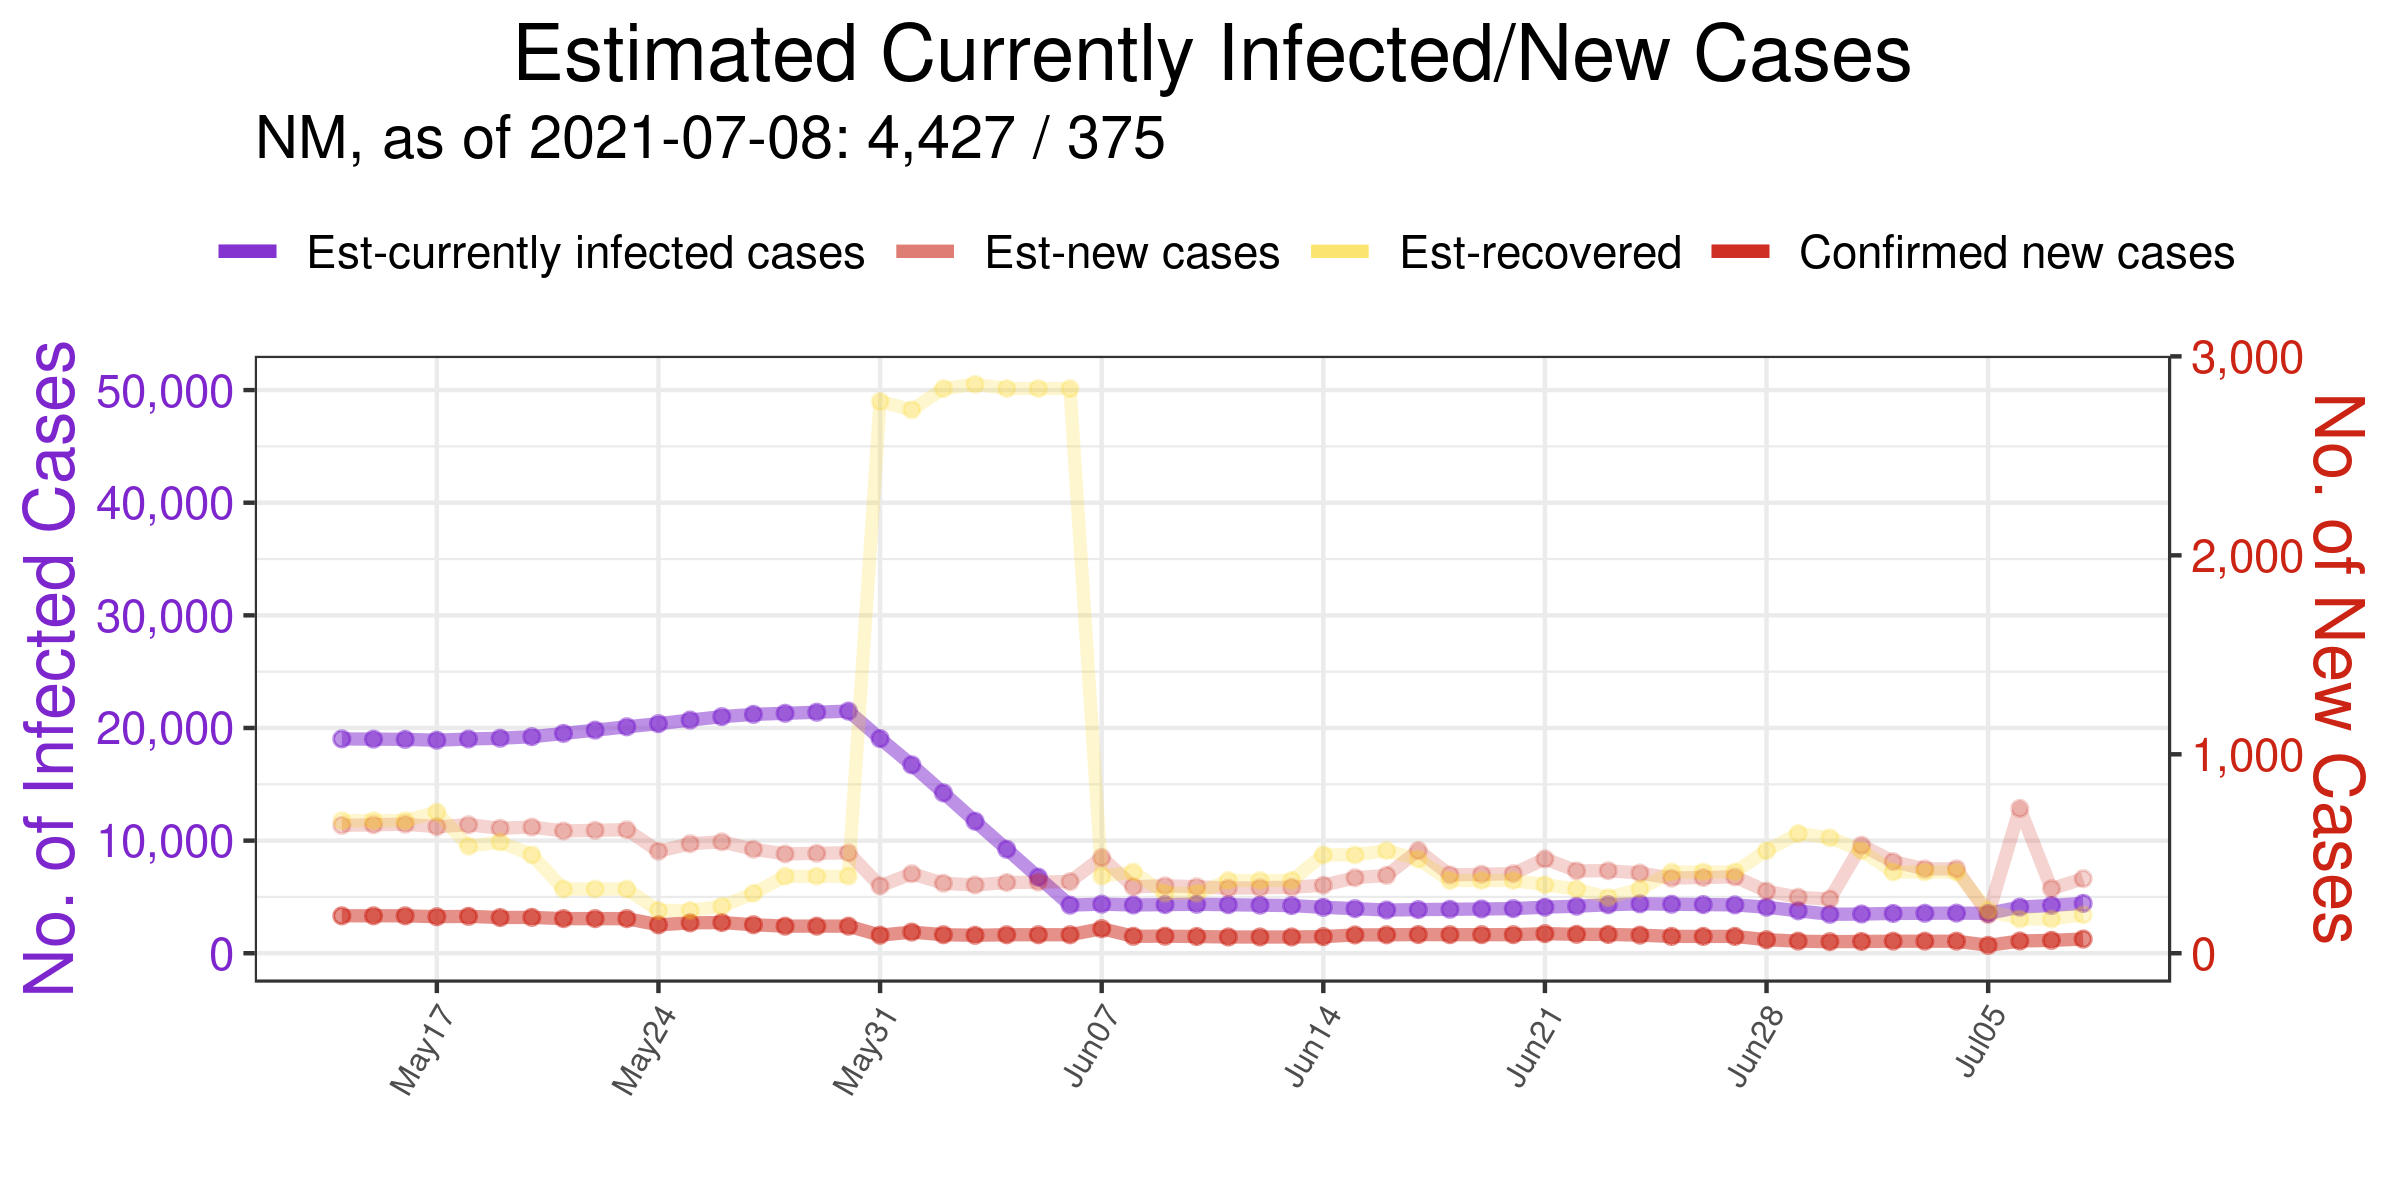 Estimated Currently Infected/New Cases
NM, as of 2021-07-08: 4,427 / 375
Est-currently infected cases Est-new cases Est-recovered Confirmed new cases
No. of Infected Cases
50,000
40,000
30,000
20,000
10,000
0
3,000
2,000
1,000
0
No. of New Cases
May17 May24 May31 Jun07 Jun14 Jun21 Jun28 Jul05